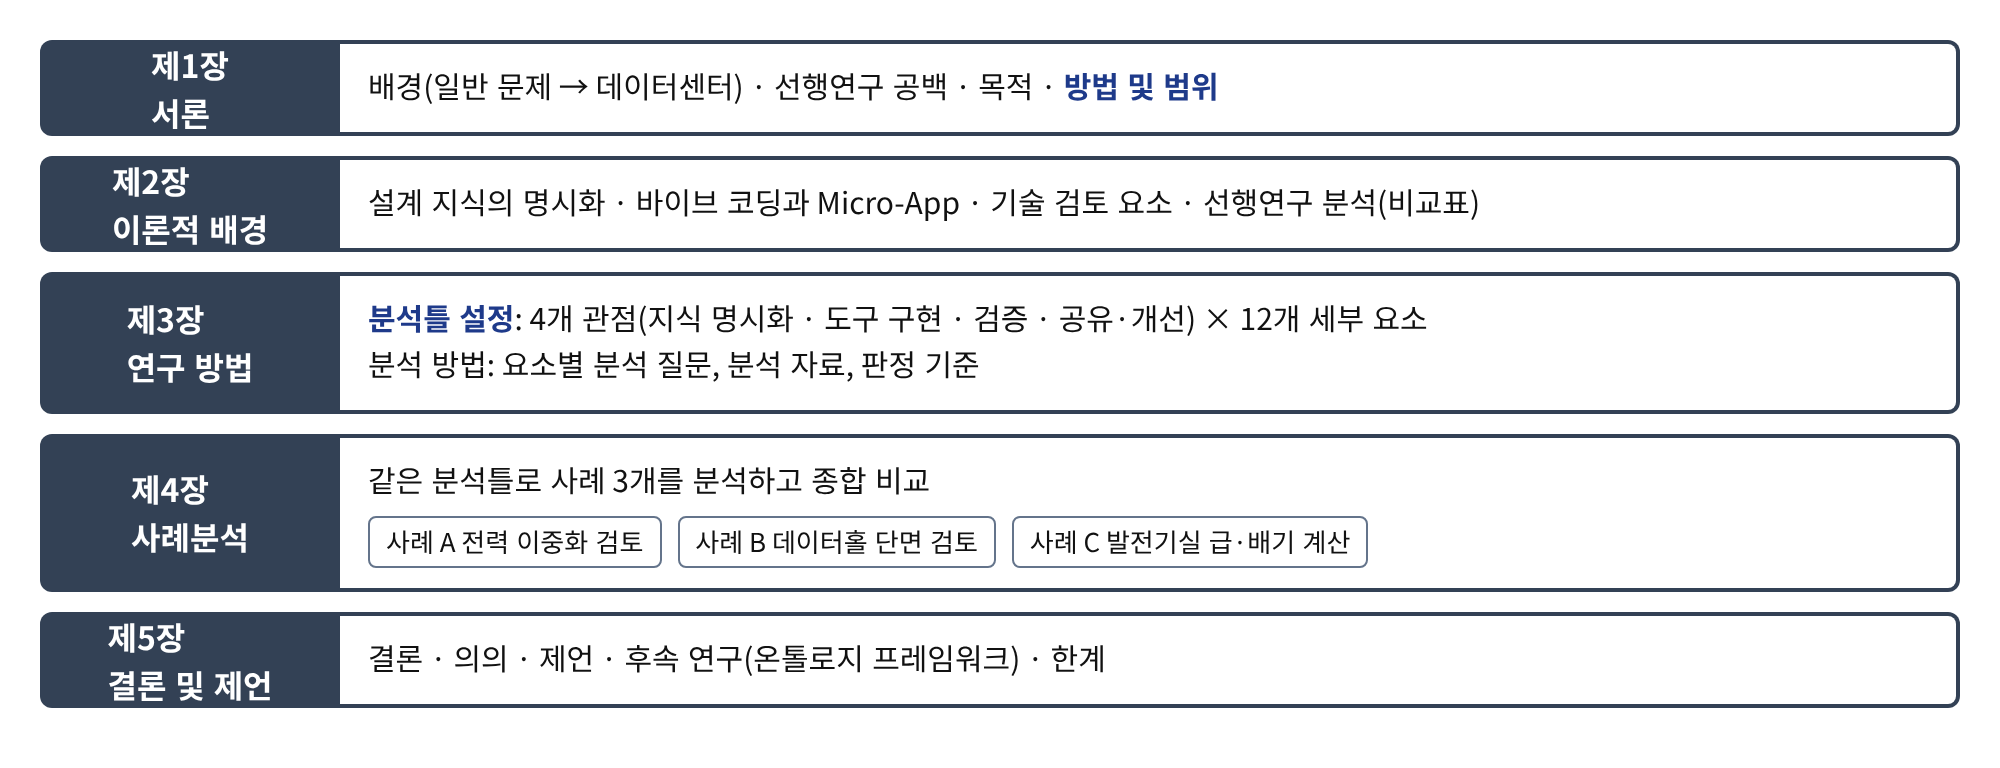 제1장
서론
배경(일반 문제 → 데이터센터) · 선행연구 공백 · 목적 · 방법 및 범위
제2장
이론적 배경
설계 지식의 명시화 · 바이브 코딩과 Micro-App · 기술 검토 요소 · 선행연구 분석(비교표)
제3장
연구 방법
분석틀 설정: 4개 관점(지식 명시화 · 도구 구현 · 검증 · 공유·개선) × 12개 세부 요소
분석 방법: 요소별 분석 질문, 분석 자료, 판정 기준
제4장
사례분석
같은 분석틀로 사례 3개를 분석하고 종합 비교
사례 A 전력 이중화 검토
사례 B 데이터홀 단면 검토
사례 C 발전기실 급·배기 계산
제5장
결론 및 제언
결론 · 의의 · 제언 · 후속 연구(온톨로지 프레임워크) · 한계